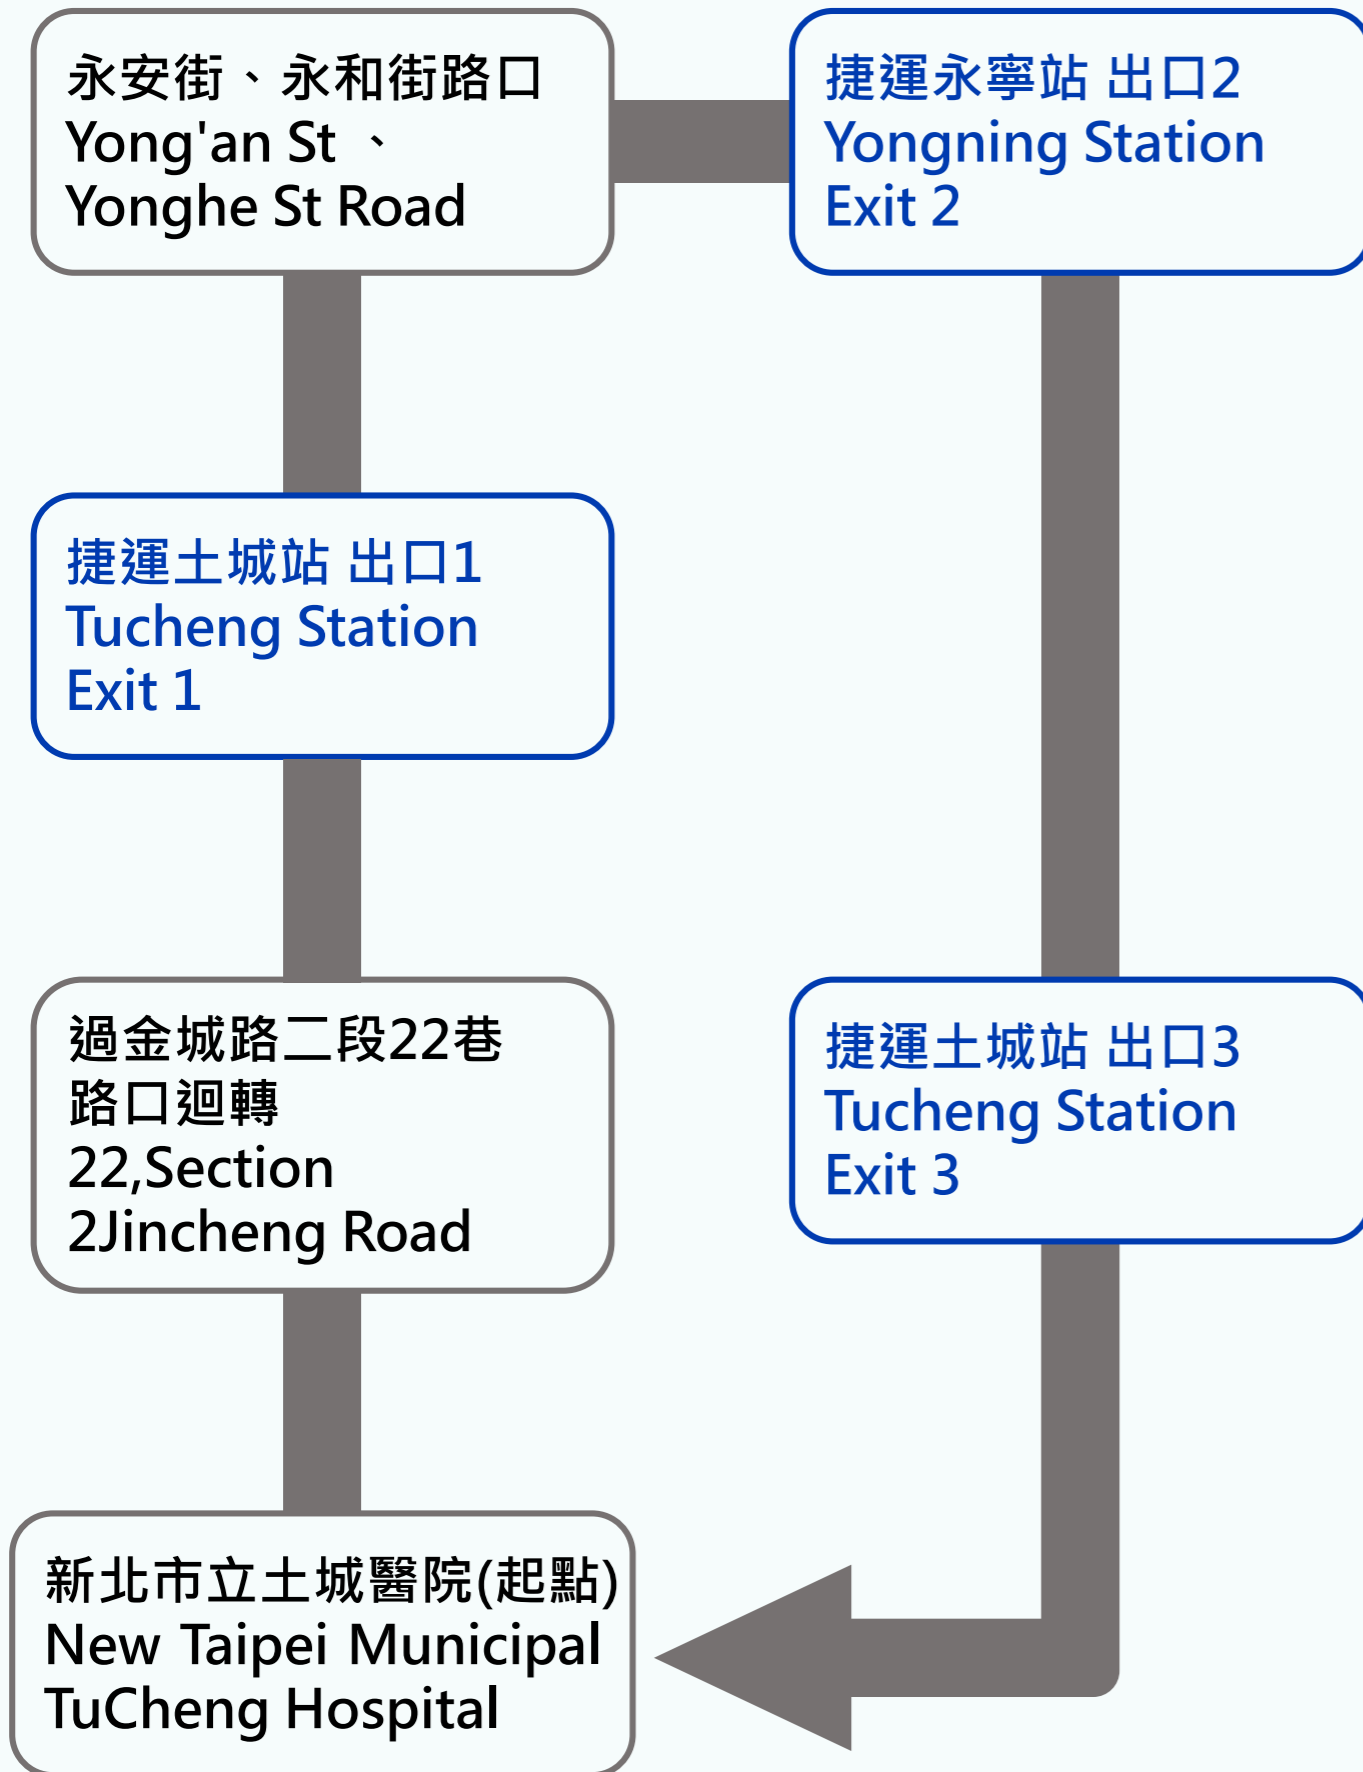 永安街、永和街路口
Yong'an St 、
Yonghe St Road
捷運永寧站 出口2
Yongning Station
Exit 2
捷運土城站 出口1
Tucheng Station
Exit 1
過金城路二段22巷
路口迴轉
22,Section
2Jincheng Road
捷運土城站 出口3
Tucheng Station
Exit 3
新北市立土城醫院(起點)
New Taipei Municipal
TuCheng Hospital